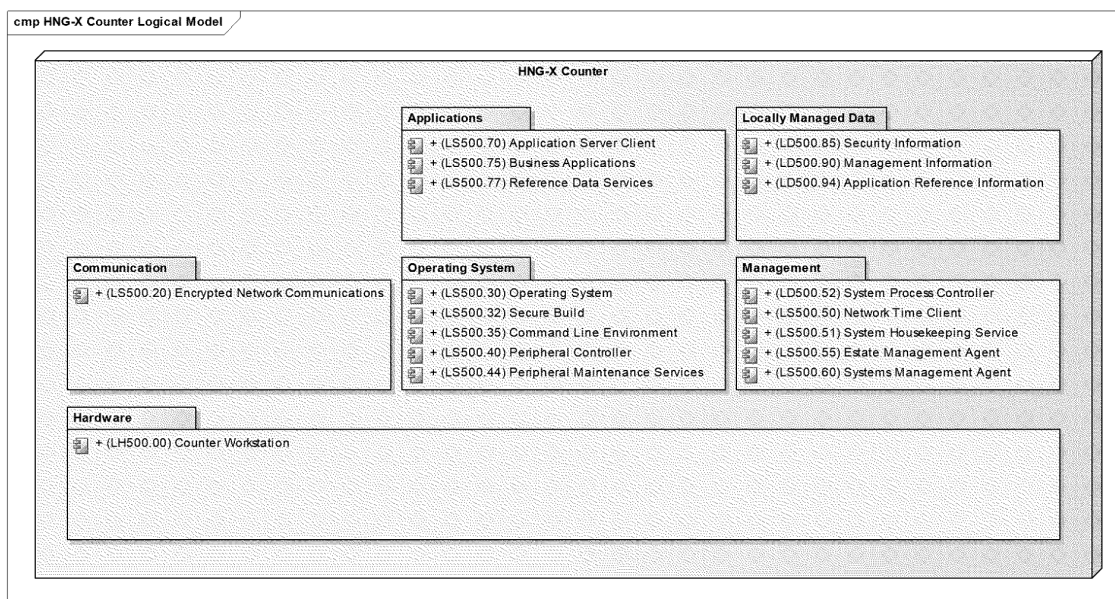 cmp HNG-X Counter Logical Model
HNG-X Counter
Applications
+ (LS500.70) Application Server Client
+ (LS500.75) Business Applications
+ (LS500.77) Reference Data Services
Locally Managed Data
+ (LD500.85) Security Information
+ (LD500.90) Management Information
+ (LD500.94) Application Reference Information
Communication
+ (LS500.20) Encrypted Network Communications
Operating System
+ (LS500.30) Operating System
+ (LS500.32) Secure Build
+ (LS500.35) Command Line Environment
+ (LS500.40) Peripheral Controller
+ (LS500.44) Peripheral Maintenance Services
Management
+ (LD500.52) System Process Controller
+ (LS500.50) Network Time Client
+ (LS500.51) System Housekeeping Service
+ (LS500.55) Estate Management Agent
+ (LS500.60) Systems Management Agent
Hardware
+ (LH500.00) Counter Workstation